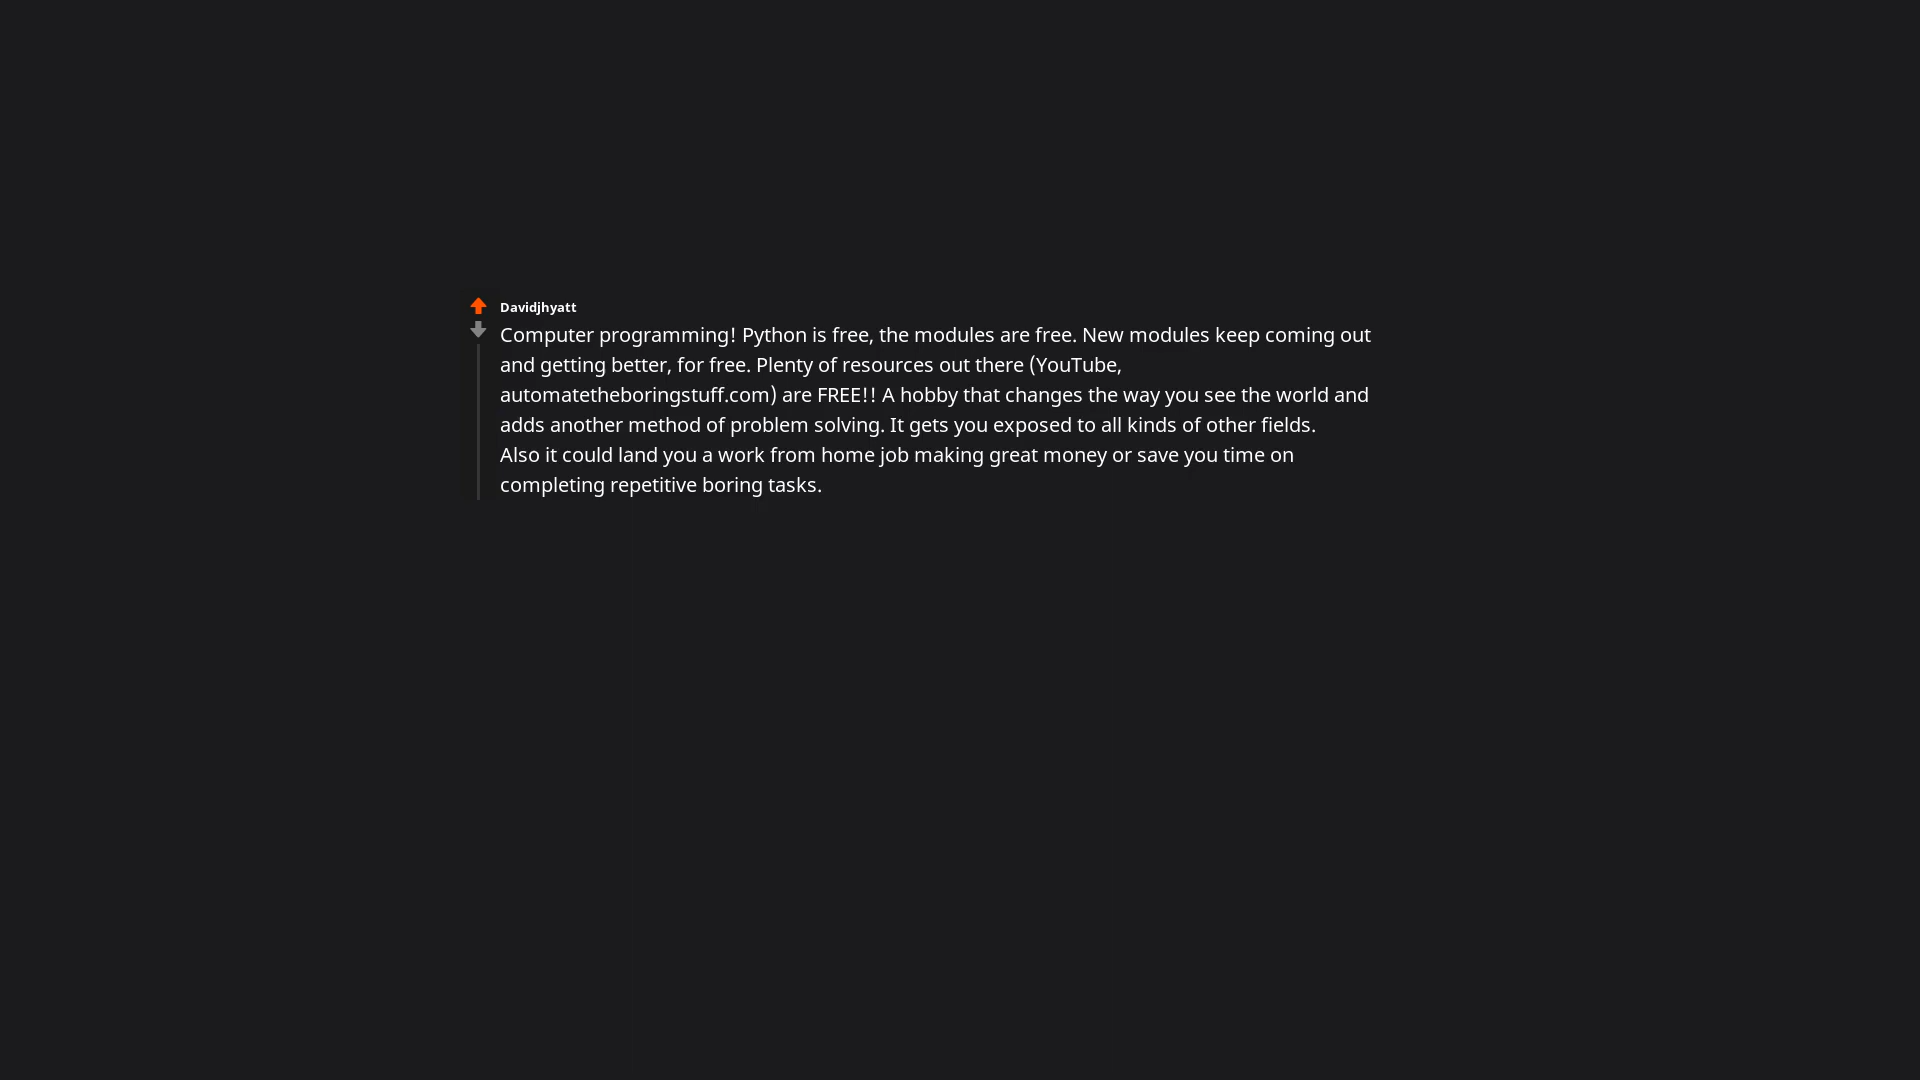 Davidjhyatt
Computer programming! Python is free, the modules are free. New modules keep coming out
and getting better, for free. Plenty of resources out there (YouTube,
automatetheboringstuff.com) are FREE!! A hobby that changes the way you see the world and
adds another method of problem solving. It gets you exposed to all kinds of other fields.
Also it could land you a work from home job making great money or save you time on
completing repetitive boring tasks.